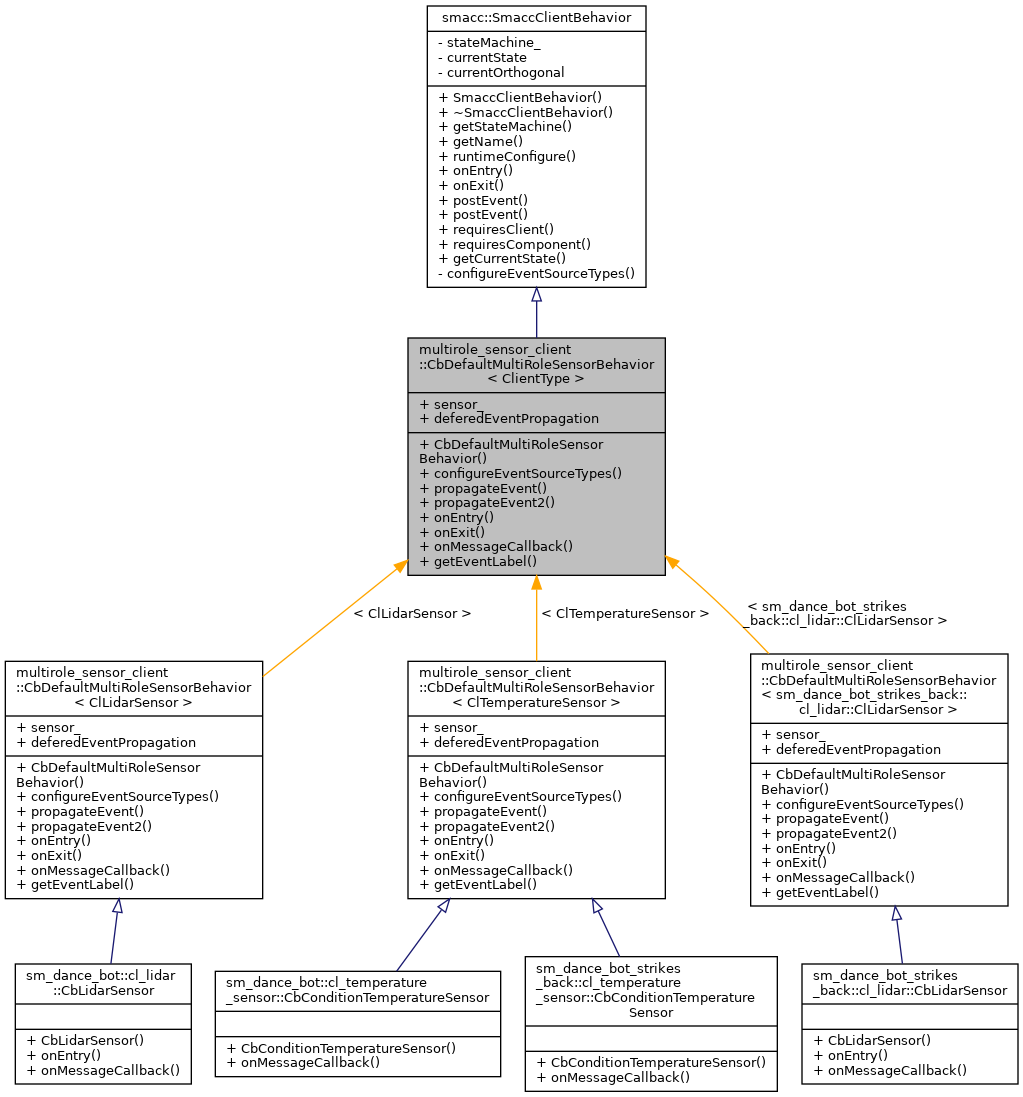 smacc::SmaccClientBehavior
- stateMachine_
- currentState
- currentOrthogonal
+ SmaccClientBehavior()
+ ~SmaccClientBehavior()
+ getStateMachine()
+ getName()
+ runtimeConfigure()
+ onEntry()
+ onExit()
+ postEvent()
+ postEvent()
+ requiresClient()
+ requiresComponent()
+ getCurrentState()
- configureEventSourceTypes()
multirole_sensor_client
::CbDefaultMultiRoleSensorBehavior
< ClientType >
+ sensor_
+ deferedEventPropagation
+ CbDefaultMultiRoleSensor
Behavior()
+ configureEventSourceTypes()
+ propagateEvent()
+ propagateEvent2()
+ onEntry()
+ onExit()
+ onMessageCallback()
+ getEventLabel()
< ClLidarSensor >
< ClTemperatureSensor >
< sm_dance_bot_strikes
_back::cl_lidar::ClLidarSensor >
multirole_sensor_client
::CbDefaultMultiRoleSensorBehavior
< ClLidarSensor >
+ sensor_
+ deferedEventPropagation
+ CbDefaultMultiRoleSensor
Behavior()
+ configureEventSourceTypes()
+ propagateEvent()
+ propagateEvent2()
+ onEntry()
+ onExit()
+ onMessageCallback()
+ getEventLabel()
multirole_sensor_client
::CbDefaultMultiRoleSensorBehavior
< ClTemperatureSensor >
+ sensor_
+ deferedEventPropagation
+ CbDefaultMultiRoleSensor
Behavior()
+ configureEventSourceTypes()
+ propagateEvent()
+ propagateEvent2()
+ onEntry()
+ onExit()
+ onMessageCallback()
+ getEventLabel()
multirole_sensor_client
::CbDefaultMultiRoleSensorBehavior
< sm_dance_bot_strikes_back::
cl_lidar::ClLidarSensor >
+ sensor_
+ deferedEventPropagation
+ CbDefaultMultiRoleSensor
Behavior()
+ configureEventSourceTypes()
+ propagateEvent()
+ propagateEvent2()
+ onEntry()
+ onExit()
+ onMessageCallback()
+ getEventLabel()
sm_dance_bot::cl_lidar
::CbLidarSensor
+ CbLidarSensor()
+ onEntry()
+ onMessageCallback()
sm_dance_bot::cl_temperature
_sensor::CbConditionTemperatureSensor
+ CbConditionTemperatureSensor()
+ onMessageCallback()
sm_dance_bot_strikes
_back::cl_temperature
_sensor::CbConditionTemperature
Sensor
+ CbConditionTemperatureSensor()
+ onMessageCallback()
sm_dance_bot_strikes
_back::cl_lidar::CbLidarSensor
+ CbLidarSensor()
+ onEntry()
+ onMessageCallback()